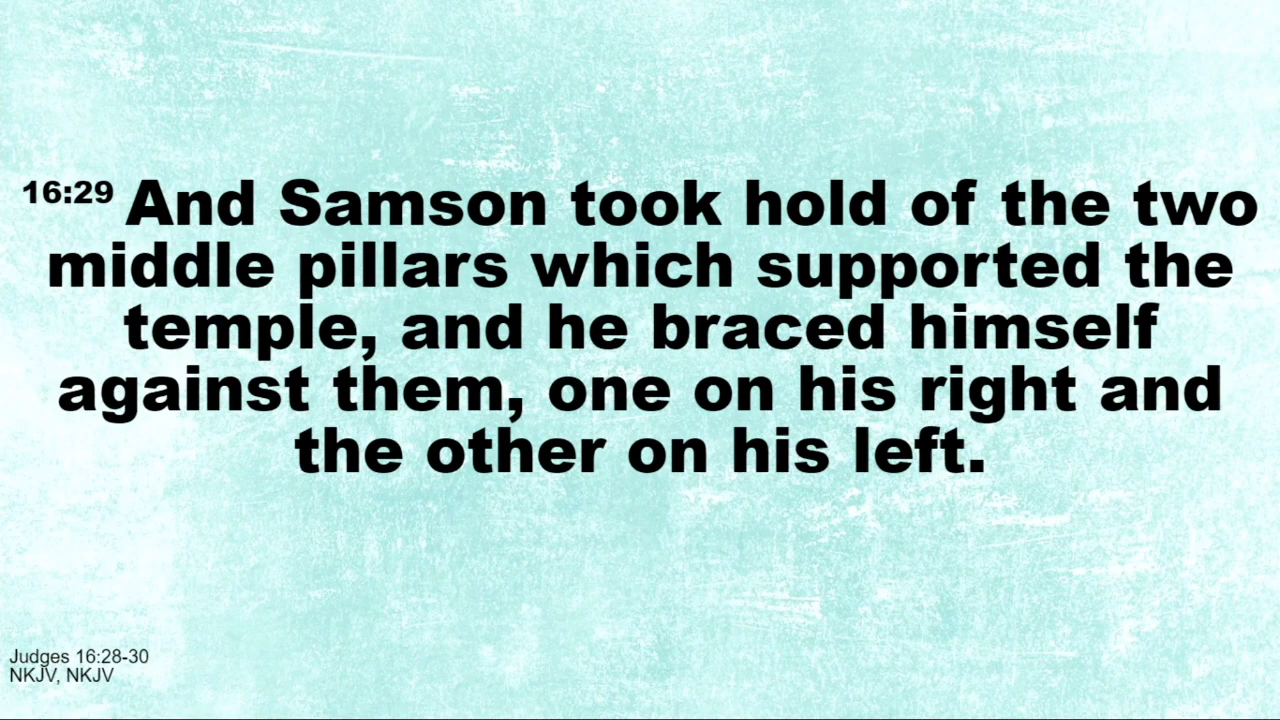 16:29 And Samson took hold of the two
middle pillars which supported the
temple, and he braced himself
against them, one on his right and
the other on his left.
Judges 16:28-30
NKJV, NKJV